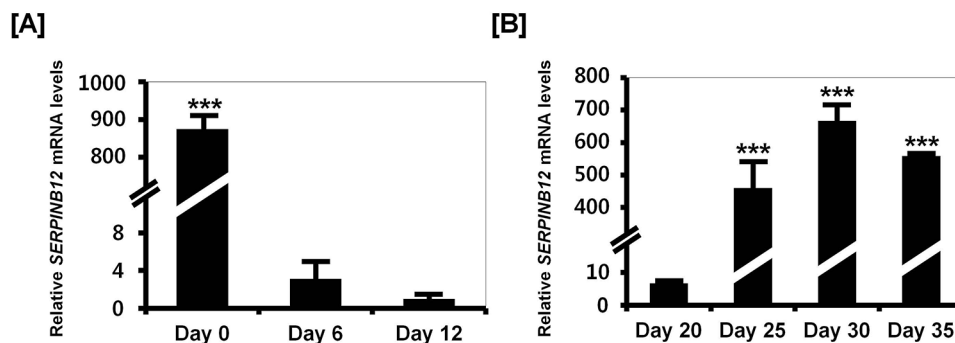 [A]
Relative SERPINB12 mRNA levels
1000
900
800
8
4
0
***
Day 0
Day 6
Day 12
[B]
Relative SERPINB12 mRNA levels
800
700
600
500
400
10
0
***
***
***
Day 20
Day 25
Day 30
Day 35